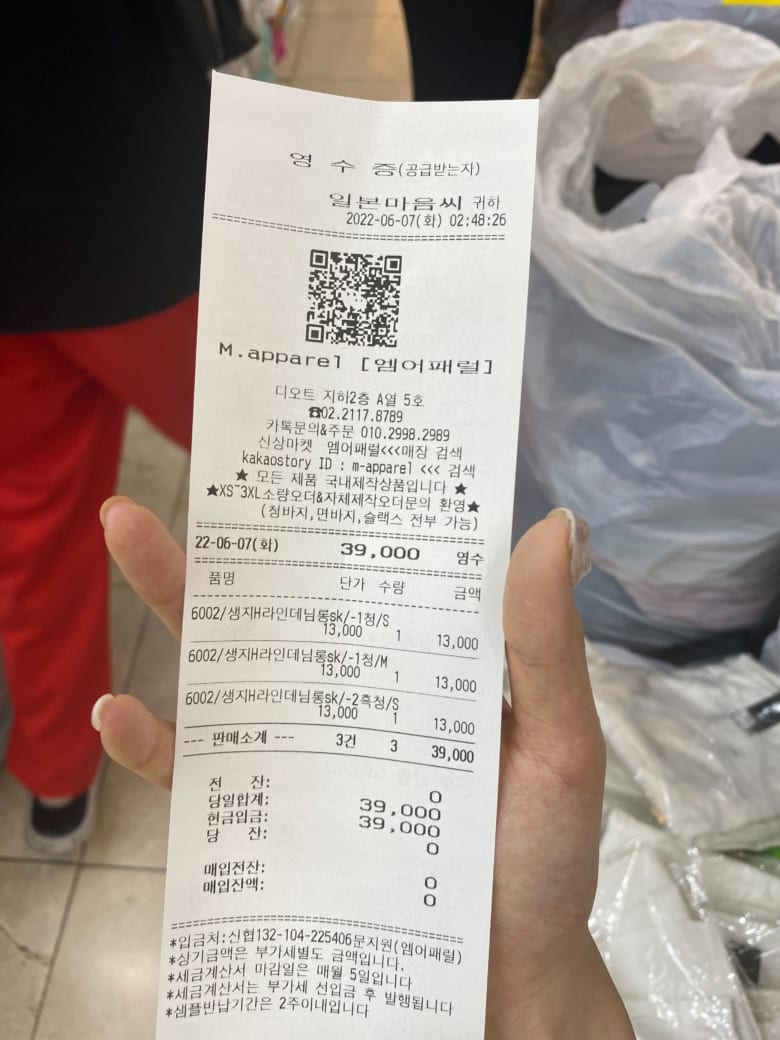 영 수 증(공급받는자)
일본마음씨 귀하
2022-06-07(화) 02:48:26
M.apparel [엠어패럴]
디오트 지하2층 A열 5호
☎02.2117.8789
카톡문의&주문 010.2998.2989
신상마켓 엠어패럴<<<매장 검색
kakaostory ID : m-apparel <<< 검색
★ 모든 제품 국내제작상품입니다 ★
★XS~3XL소량오더&자체제작오더문의 환영★
(청바지,면바지,슬랙스 전부 가능)
22-06-07(화) 39,000 영수
품명 단가 수량 금액
6002/생지H라인데님롱sk/-1청/S
13,000 1 13,000
6002/생지H라인데님롱sk/-1청/M
13,000 1 13,000
6002/생지H라인데님롱sk/-2흑청/S
13,000 1 13,000
--- 판매소계 --- 3건 3 39,000
전 잔: 0
당일합계: 39,000
현금입금: 39,000
당 잔: 0
매입전잔: 0
매입잔액: 0
*입금처:신협132-104-225406문지원(엠어패럴)
*상기금액은 부가세별도 금액입니다.
*세금계산서 마감일은 매월 5일입니다
*세금계산서는 부가세 선입금 후 발행됩니다
*샘플반납기간은 2주이내입니다